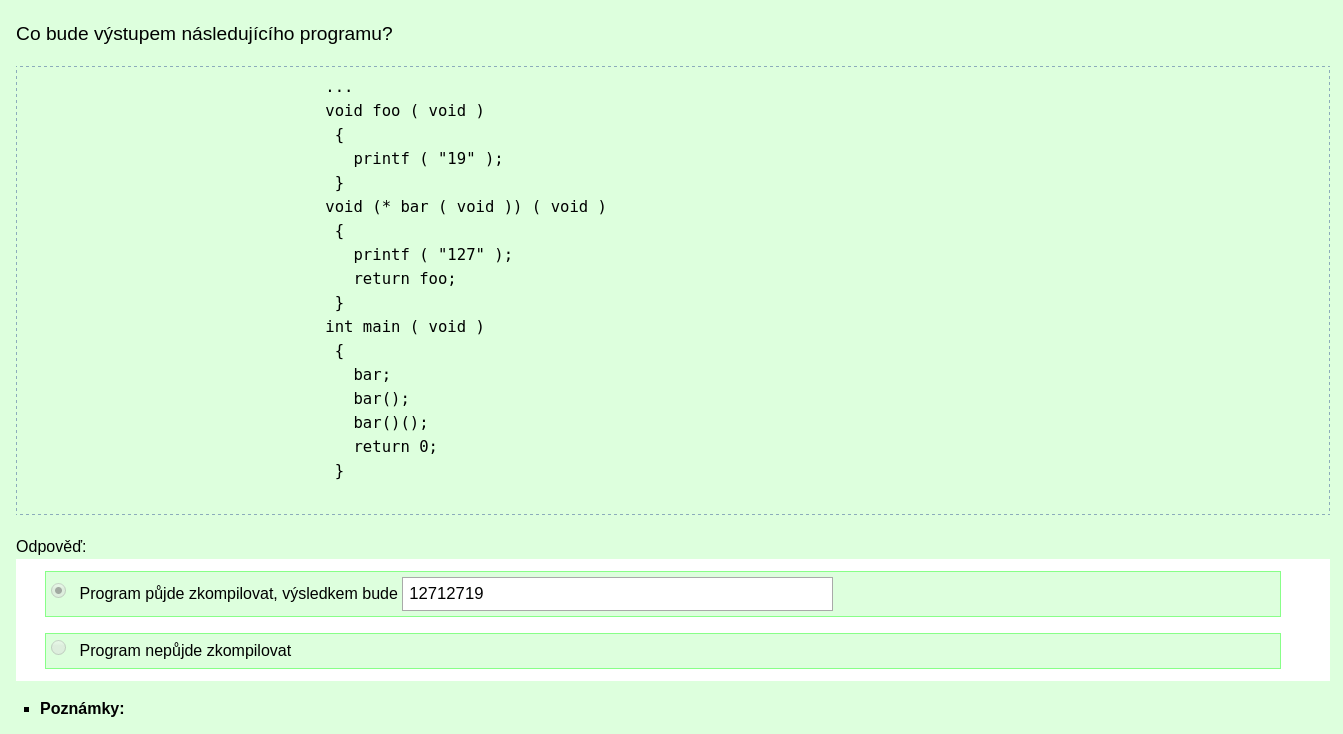 Co bude výstupem následujícího programu?
...
void foo ( void )
 {
   printf ( "19" );
 }
void (* bar ( void )) ( void )
 {
   printf ( "127" );
   return foo;
 }
int main ( void )
 {
   bar;
   bar();
   bar()();
   return 0;
 }
Odpověď:
Program půjde zkompilovat, výsledkem bude 12712719
Program nepůjde zkompilovat
Poznámky: